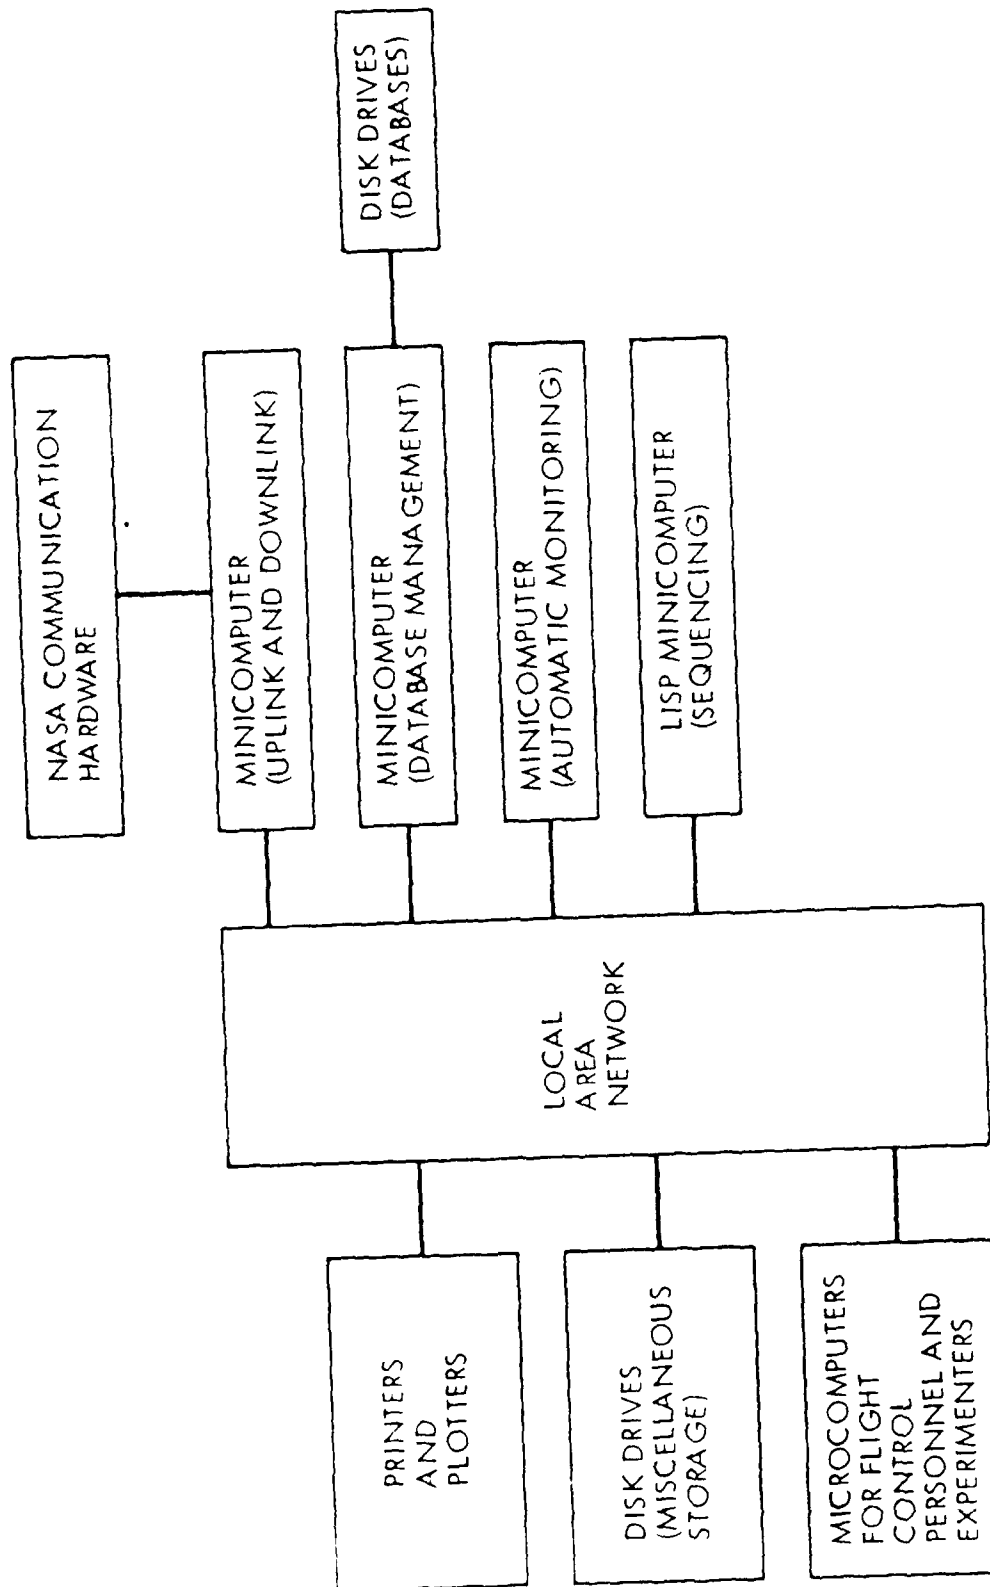 NASA COMMUNICATION
HARDWARE
PRINTERS
AND
PLOTTERS
MINICOMPUTER
(UPLINK AND DOWNLINK)
MINICOMPUTER
(DATABASE MANAGEMENT)
DISK DRIVES
(DATABASES)
DISK DRIVES
(MISCELLANEOUS
STORAGE)
LOCAL
AREA
NETWORK
MINICOMPUTER
(AUTOMATIC MONITORING)
LISP MINICOMPUTER
(SEQUENCING)
MICROCOMPUTERS
FOR FLIGHT
CONTROL
PERSONNEL AND
EXPERIMENTERS